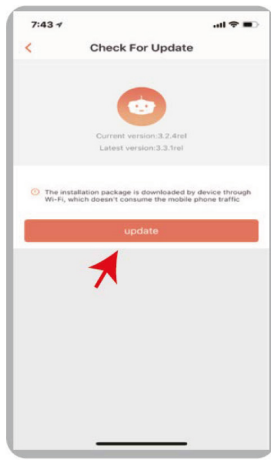 7:43
Check For Update
Current version:3.2.4rel
Latest version:3.3.1rel
The installation package is downloaded by device through
Wi-Fi, which doesn't consume the mobile phone traffic
update